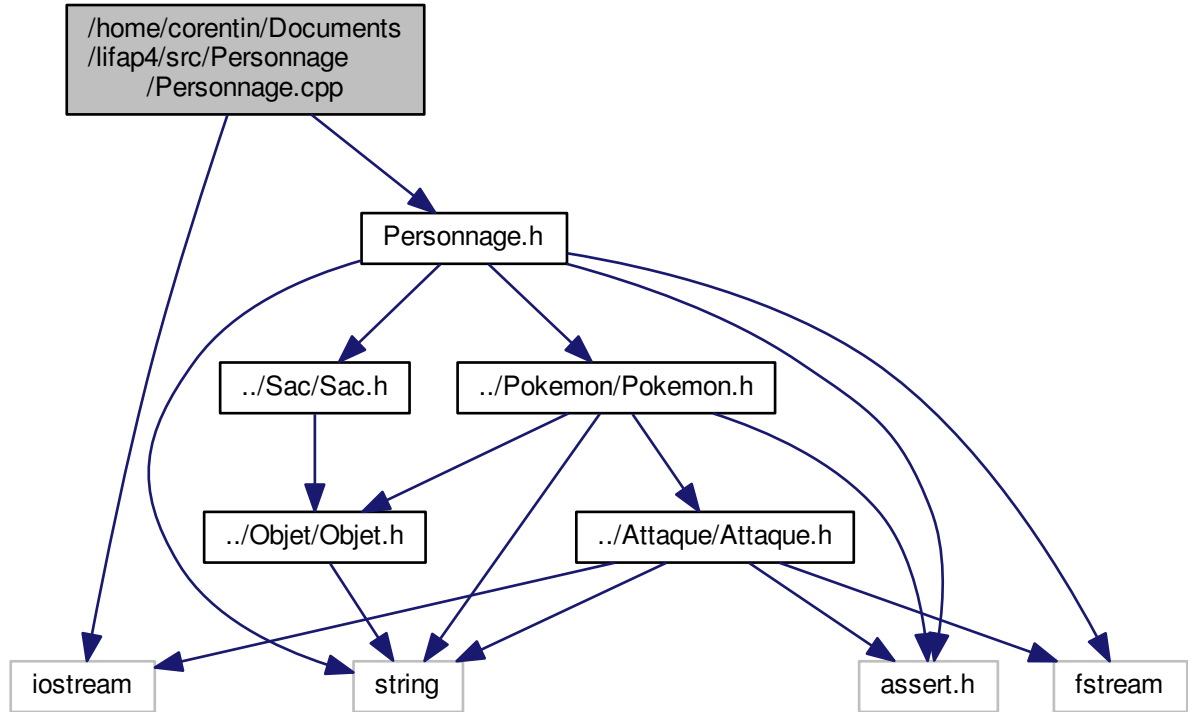 /home/corentin/Documents
/lifap4/src/Personnage
/Personnage.cpp
Personnage.h
../Sac/Sac.h
../Pokemon/Pokemon.h
../Objet/Objet.h
../Attaque/Attaque.h
iostream
string
assert.h
fstream